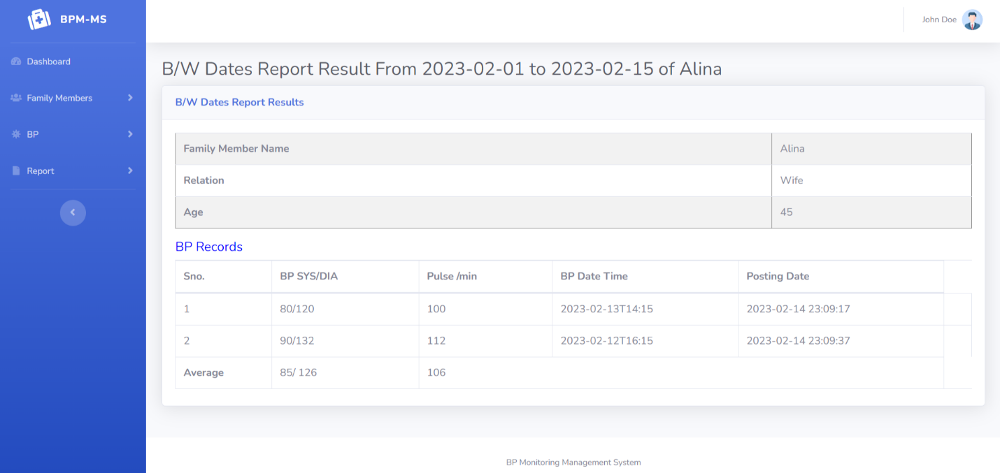 BPM-MS
John Doe
Dashboard
Family Members
BP
Report
B/W Dates Report Result From 2023-02-01 to 2023-02-15 of Alina
B/W Dates Report Results
Family Member Name Alina
Relation Wife
Age 45
BP Records
Sno. BP SYS/DIA Pulse /min BP Date Time Posting Date
1 80/120 100 2023-02-13T14:15 2023-02-14 23:09:17
2 90/132 112 2023-02-12T16:15 2023-02-14 23:09:37
Average 85/ 126 106
BP Monitoring Management System